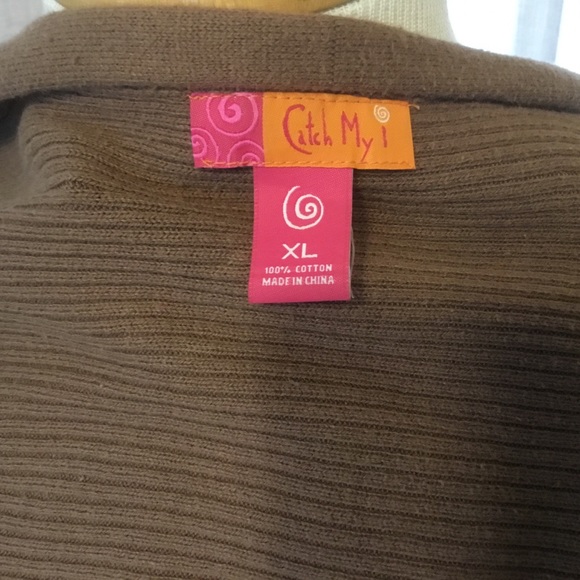 Catch My i
XL
100% COTTON
MADE IN CHINA